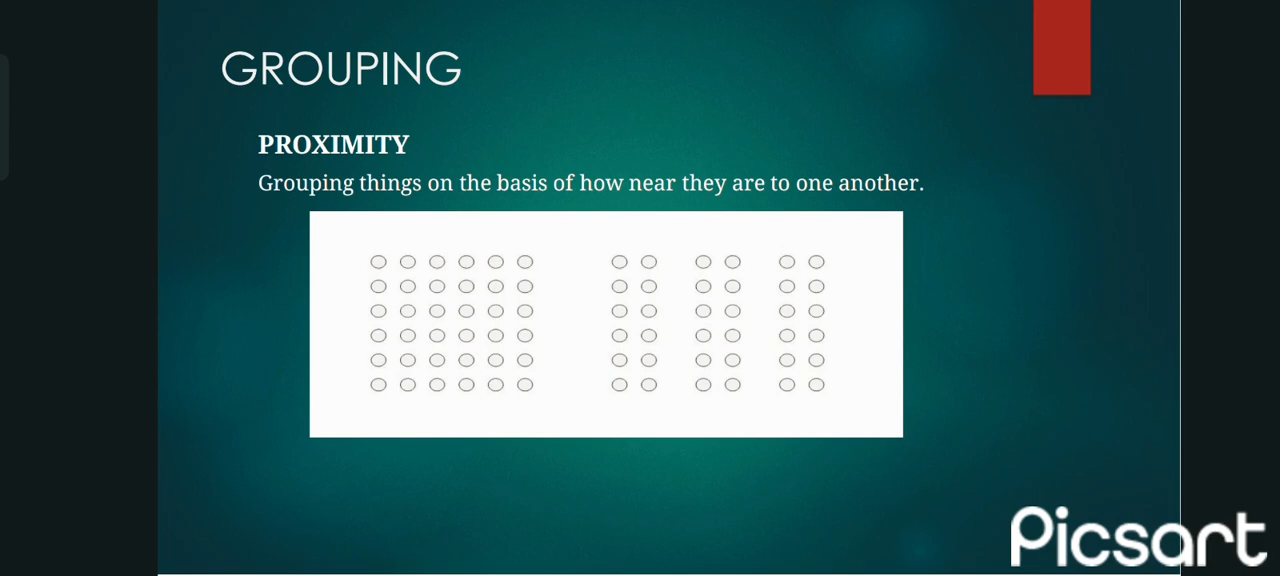 GROUPING
PROXIMITY
Grouping things on the basis of how near they are to one another.
Picsart